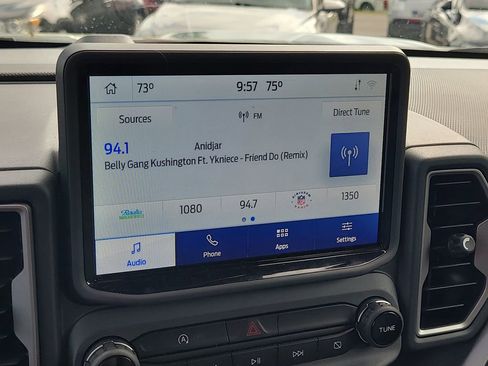 73° 9:57 75°
Sources FM Direct Tune
94.1 Anidjar
Belly Gang Kushington Ft. Ykniece - Friend Do (Remix)
1080 94.7 1350
Audio Phone Apps Settings
TUNE